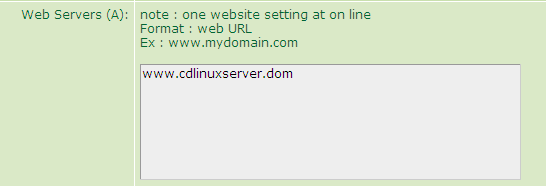 Web Servers (A):
note : one website setting at on line
Format : web URL
Ex : www.mydomain.com
www.cdlinuxserver.dom